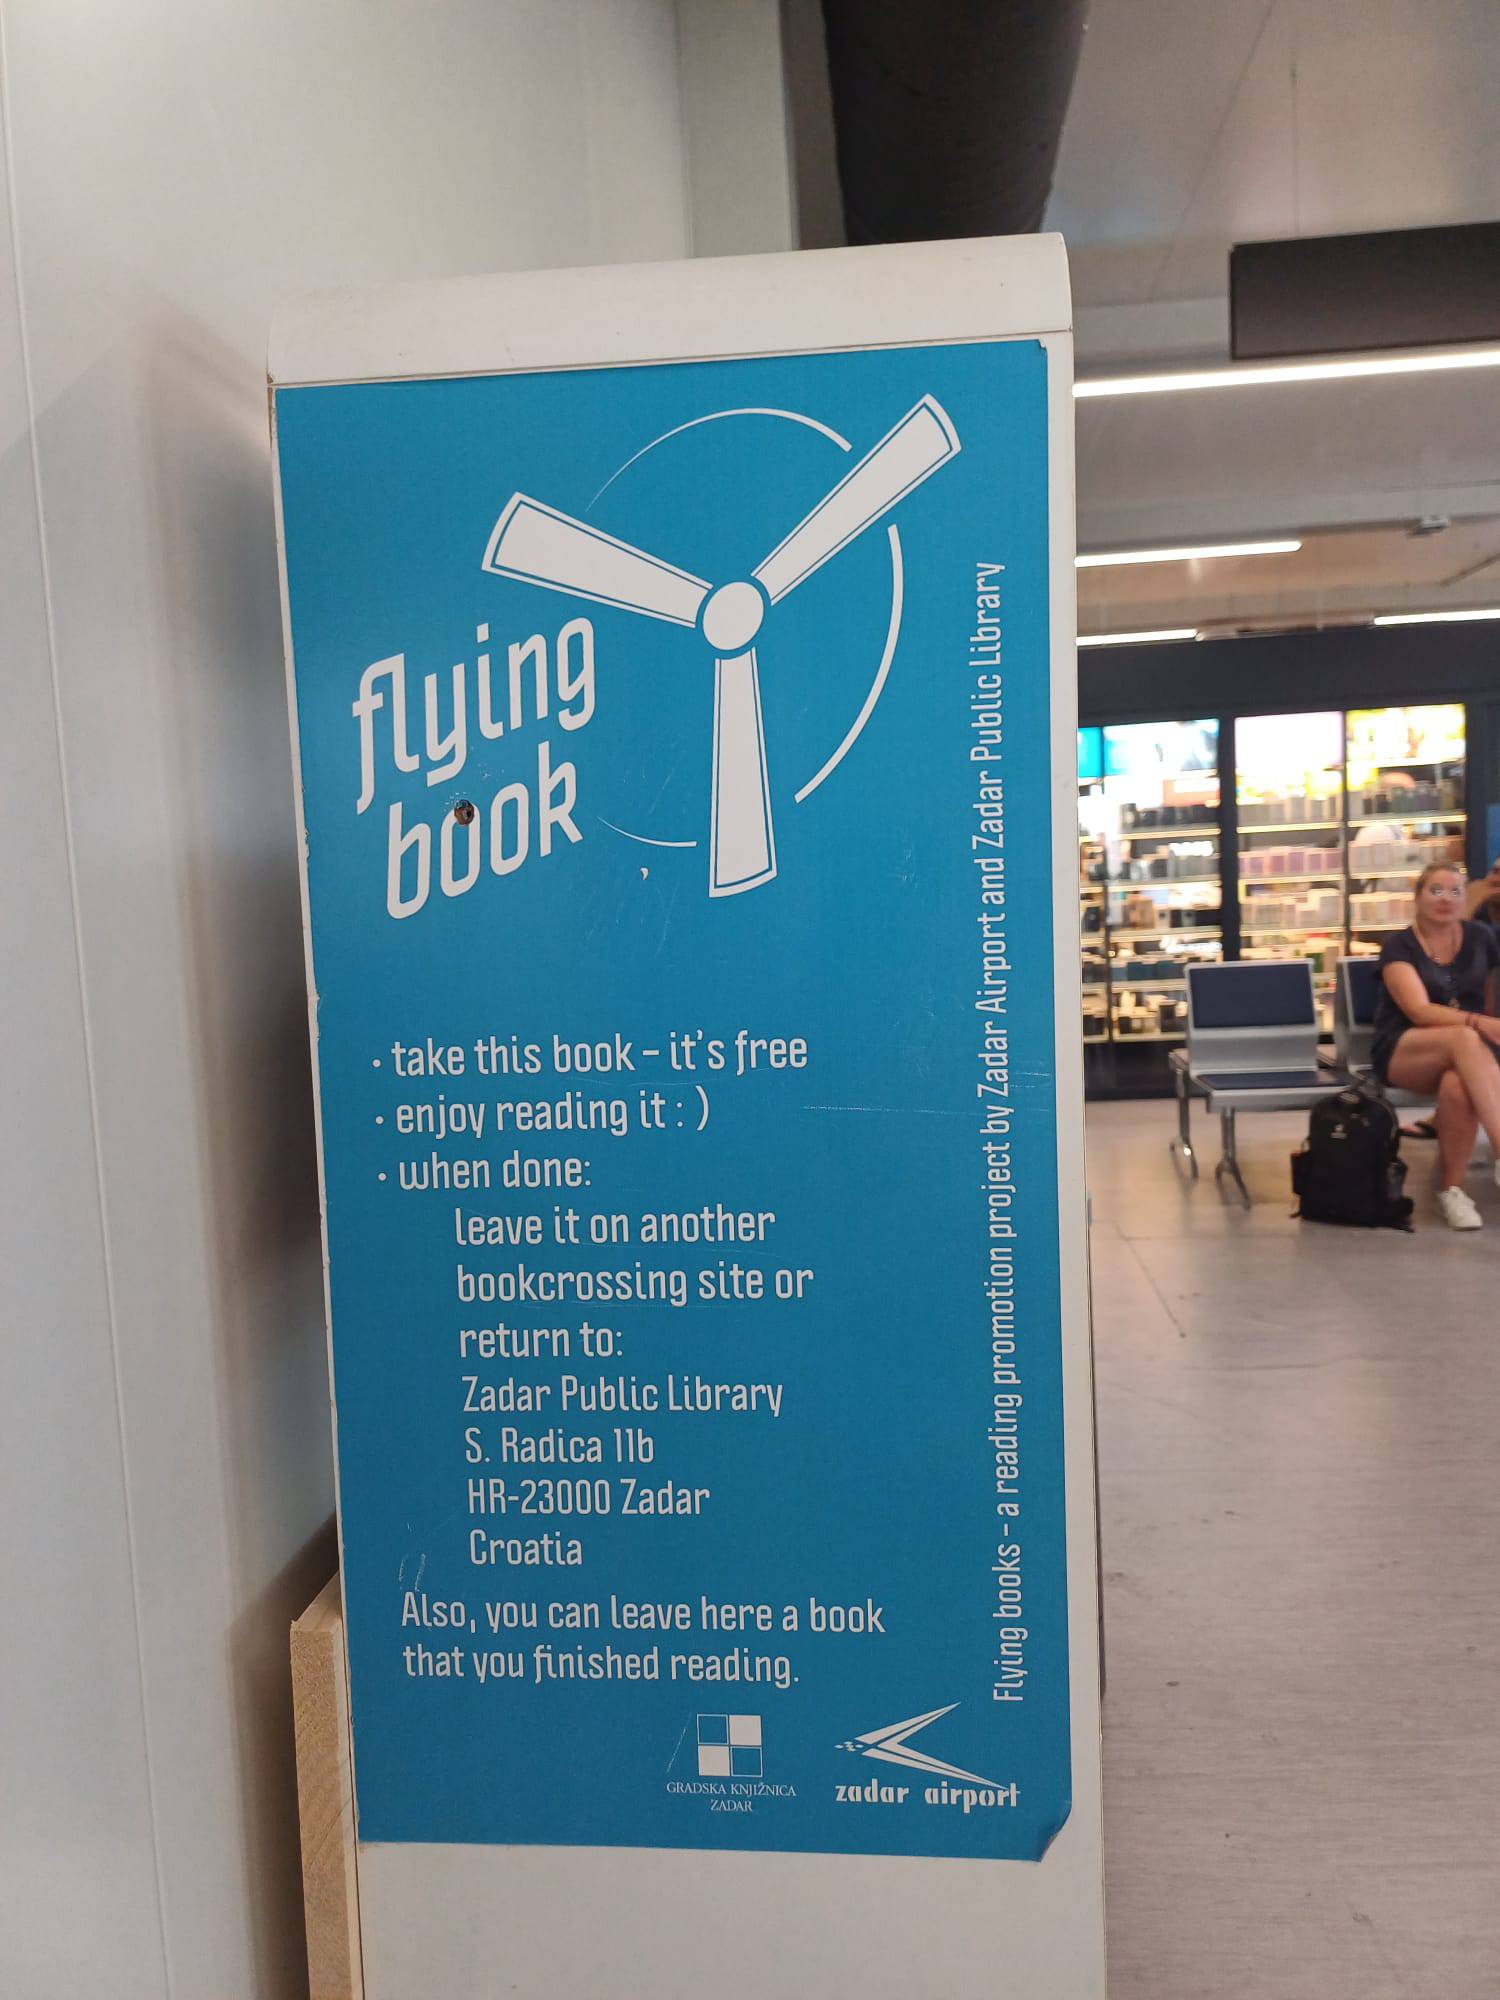 flying
book
• take this book – it's free
• enjoy reading it : )
• when done:
leave it on another
bookcrossing site or
return to:
Zadar Public Library
S. Radica 11b
HR-23000 Zadar
Croatia
Also, you can leave here a book
that you finished reading.
Flying books – a reading promotion project by Zadar Airport and Zadar Public Library
GRADSKA KNJIŽNICA
ZADAR
zadar airport